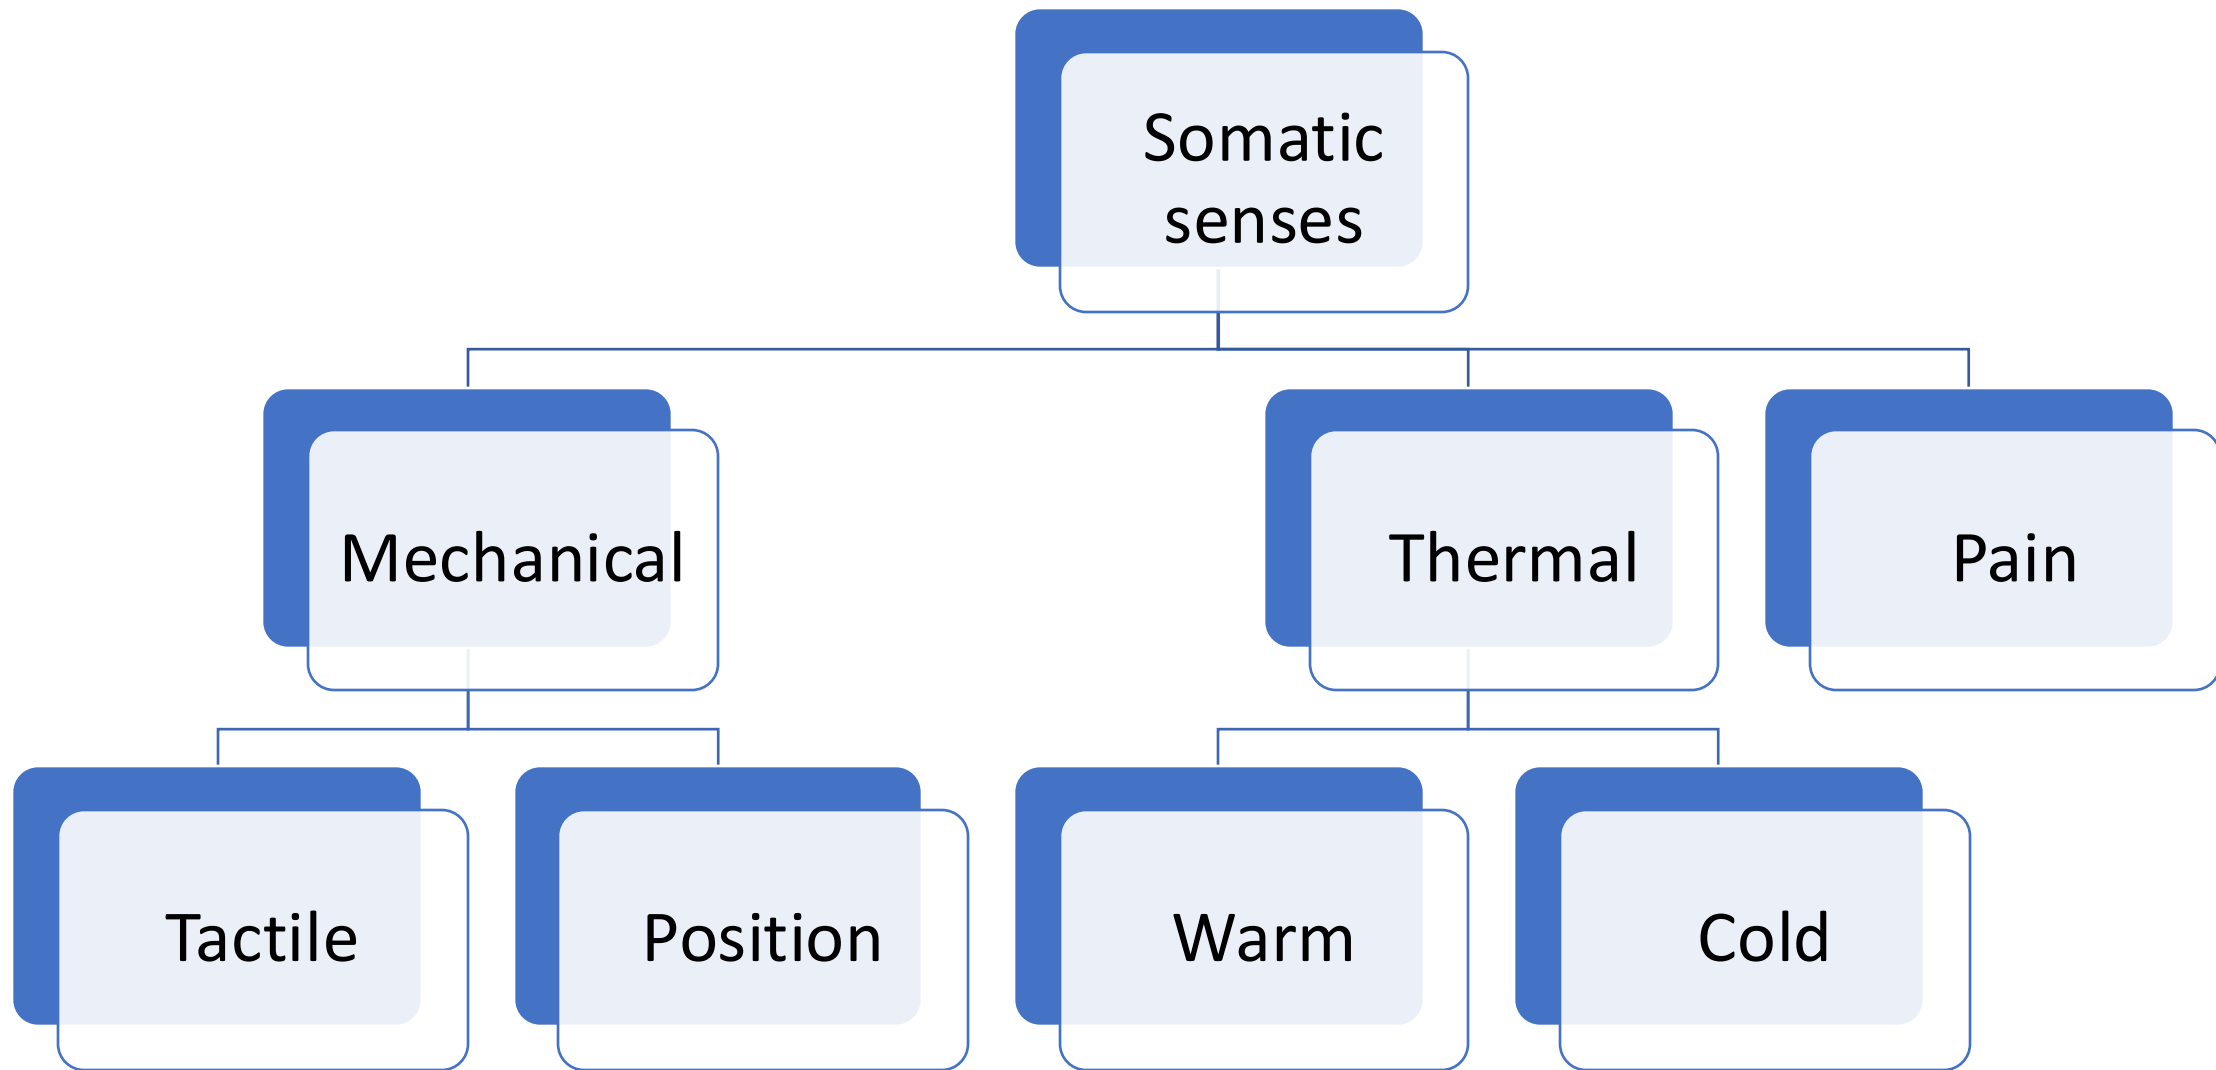 Somatic
senses
Mechanical
Thermal
Pain
Tactile
Position
Warm
Cold